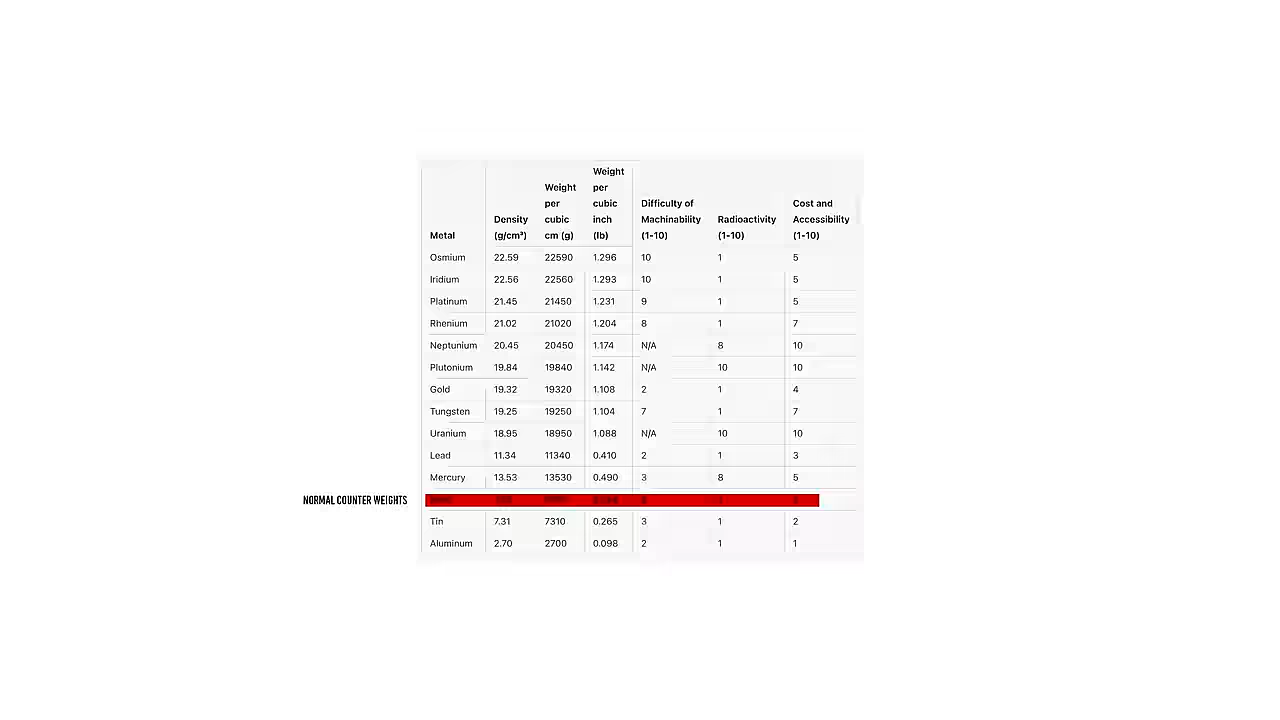 Metal Density (g/cm³) Weight per cubic cm (g) Weight per cubic inch (lb) Difficulty of Machinability (1-10) Radioactivity (1-10) Cost and Accessibility (1-10)
Osmium 22.59 22590 1.296 10 1 5
Iridium 22.56 22560 1.293 10 1 5
Platinum 21.45 21450 1.231 9 1 5
Rhenium 21.02 21020 1.204 8 1 7
Neptunium 20.45 20450 1.174 N/A 8 10
Plutonium 19.84 19840 1.142 N/A 10 10
Gold 19.32 19320 1.108 2 1 4
Tungsten 19.25 19250 1.104 7 1 7
Uranium 18.95 18950 1.088 N/A 10 10
Lead 11.34 11340 0.410 2 1 3
Mercury 13.53 13530 0.490 3 8 5
NORMAL COUNTER WEIGHTS
Tin 7.31 7310 0.265 3 1 2
Aluminum 2.70 2700 0.098 2 1 1